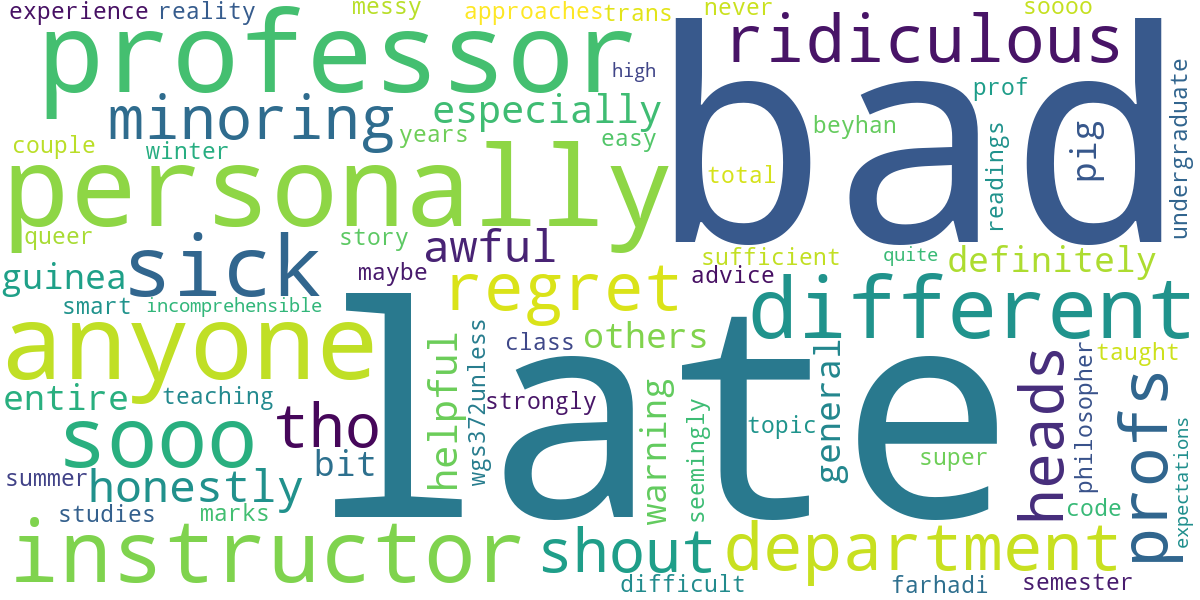 experience reality messy approaches trans never soooo
professor bad ridiculous
high
minoring especially prof undergraduate
years easy beyhan
couple winter readings pig
personally total
queer story
sick awful sufficient quite definitely
guinea maybe regret advice different
smart incomprehensible
anyone late
others class helpful wgs372unless general
taught heads philosopher profs
entire teaching strongly
sooo tho warning seemingly topic
bit super
summer honestly code expectations
studies marks
instructor shout department
difficult farhadi semester